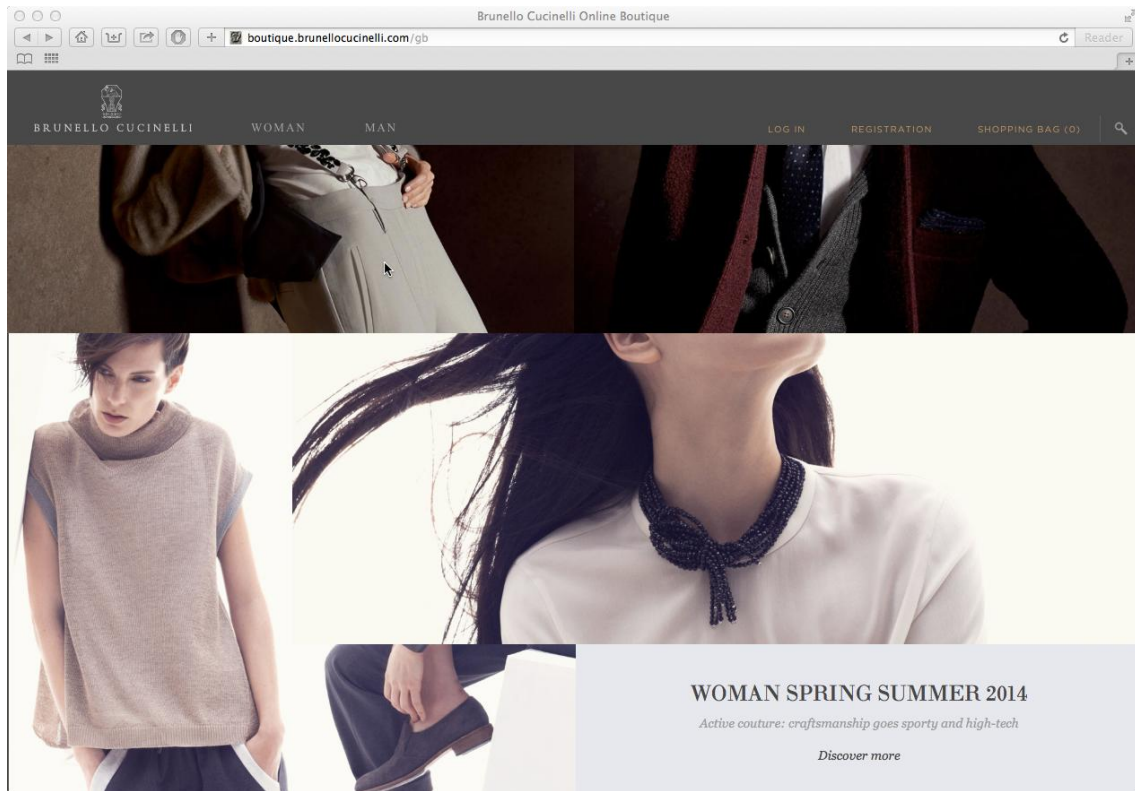 Brunello Cucinelli Online Boutique
boutique.brunellocucinelli.com/gb
Reader
BRUNELLO CUCINELLI
WOMAN
MAN
LOG IN
REGISTRATION
SHOPPING BAG (0)
WOMAN SPRING SUMMER 2014
Active couture: craftsmanship goes sporty and high-tech
Discover more